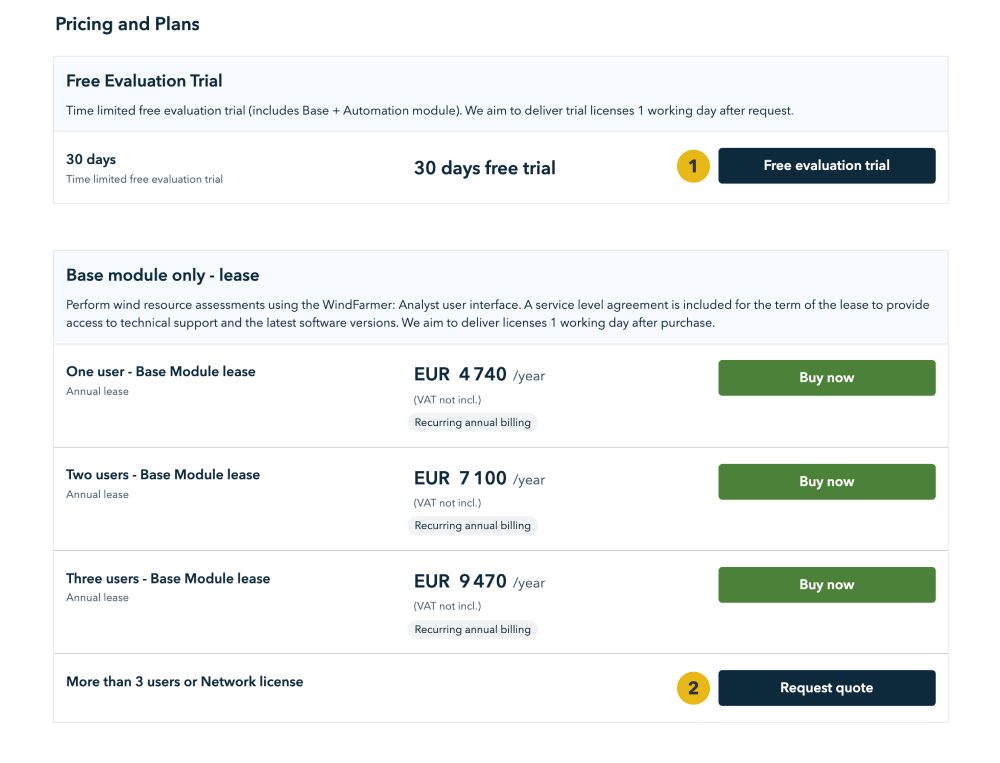 Pricing and Plans
Free Evaluation Trial
Time limited free evaluation trial (includes Base + Automation module). We aim to deliver trial licenses 1 working day after request.
30 days
Time limited free evaluation trial
30 days free trial
1
Free evaluation trial
Base module only - lease
Perform wind resource assessments using the WindFarmer: Analyst user interface. A service level agreement is included for the term of the lease to provide
access to technical support and the latest software versions. We aim to deliver licenses 1 working day after purchase.
One user - Base Module lease
Annual lease
EUR 4 740 /year
(VAT not incl.)
Recurring annual billing
Buy now
Two users - Base Module lease
Annual lease
EUR 7 100 /year
(VAT not incl.)
Recurring annual billing
Buy now
Three users - Base Module lease
Annual lease
EUR 9 470 /year
(VAT not incl.)
Recurring annual billing
Buy now
More than 3 users or Network license
2
Request quote